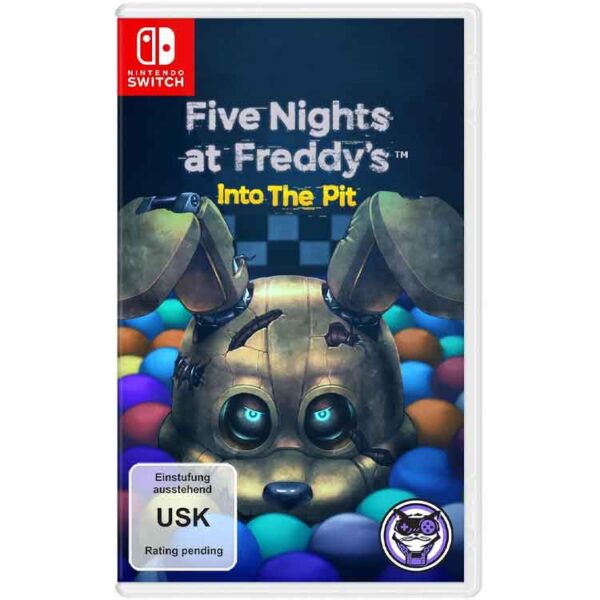 NINTENDO
SWITCH
Five Nights
at Freddy's™
Into The Pit
Einstufung
ausstehend
USK
Rating pending